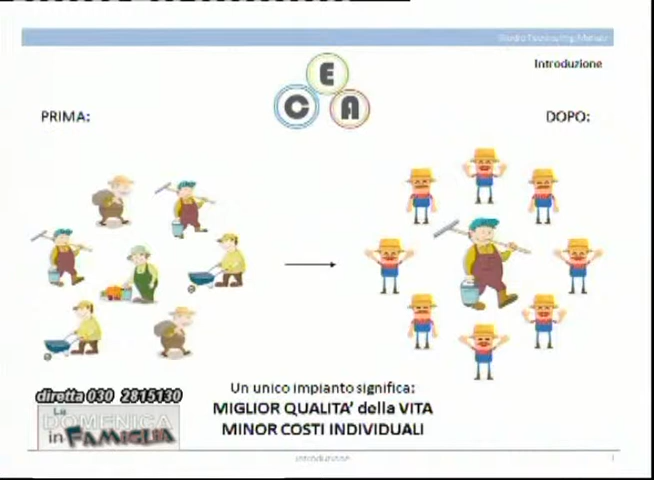 Introduzione
E
C A
PRIMA:
DOPO:
Un unico impianto significa:
MIGLIOR QUALITA' della VITA
MINOR COSTI INDIVIDUALI
diretta 030 2815130
La
DOMENICA
in FAMIGLIA
Introduzione